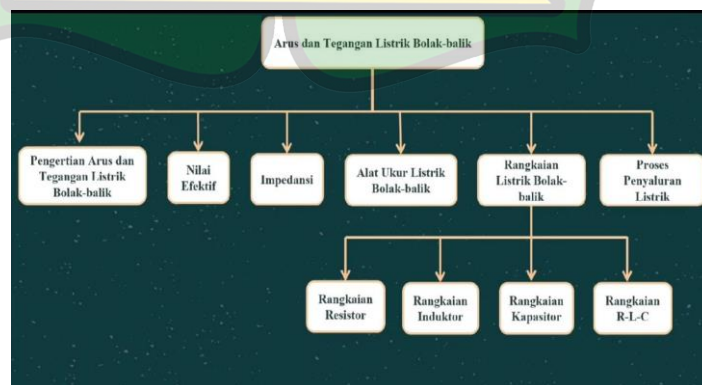 Arus dan Tegangan Listrik Bolak-balik
Pengertian Arus dan
Tegangan Listrik
Bolak-balik
Nilai
Efektif
Impedansi
Alat Ukur Listrik
Bolak-balik
Rangkaian
Listrik Bolak-
balik
Proses
Penyaluran
Listrik
Rangkaian
Resistor
Rangkaian
Induktor
Rangkaian
Kapasitor
Rangkaian
R-L-C